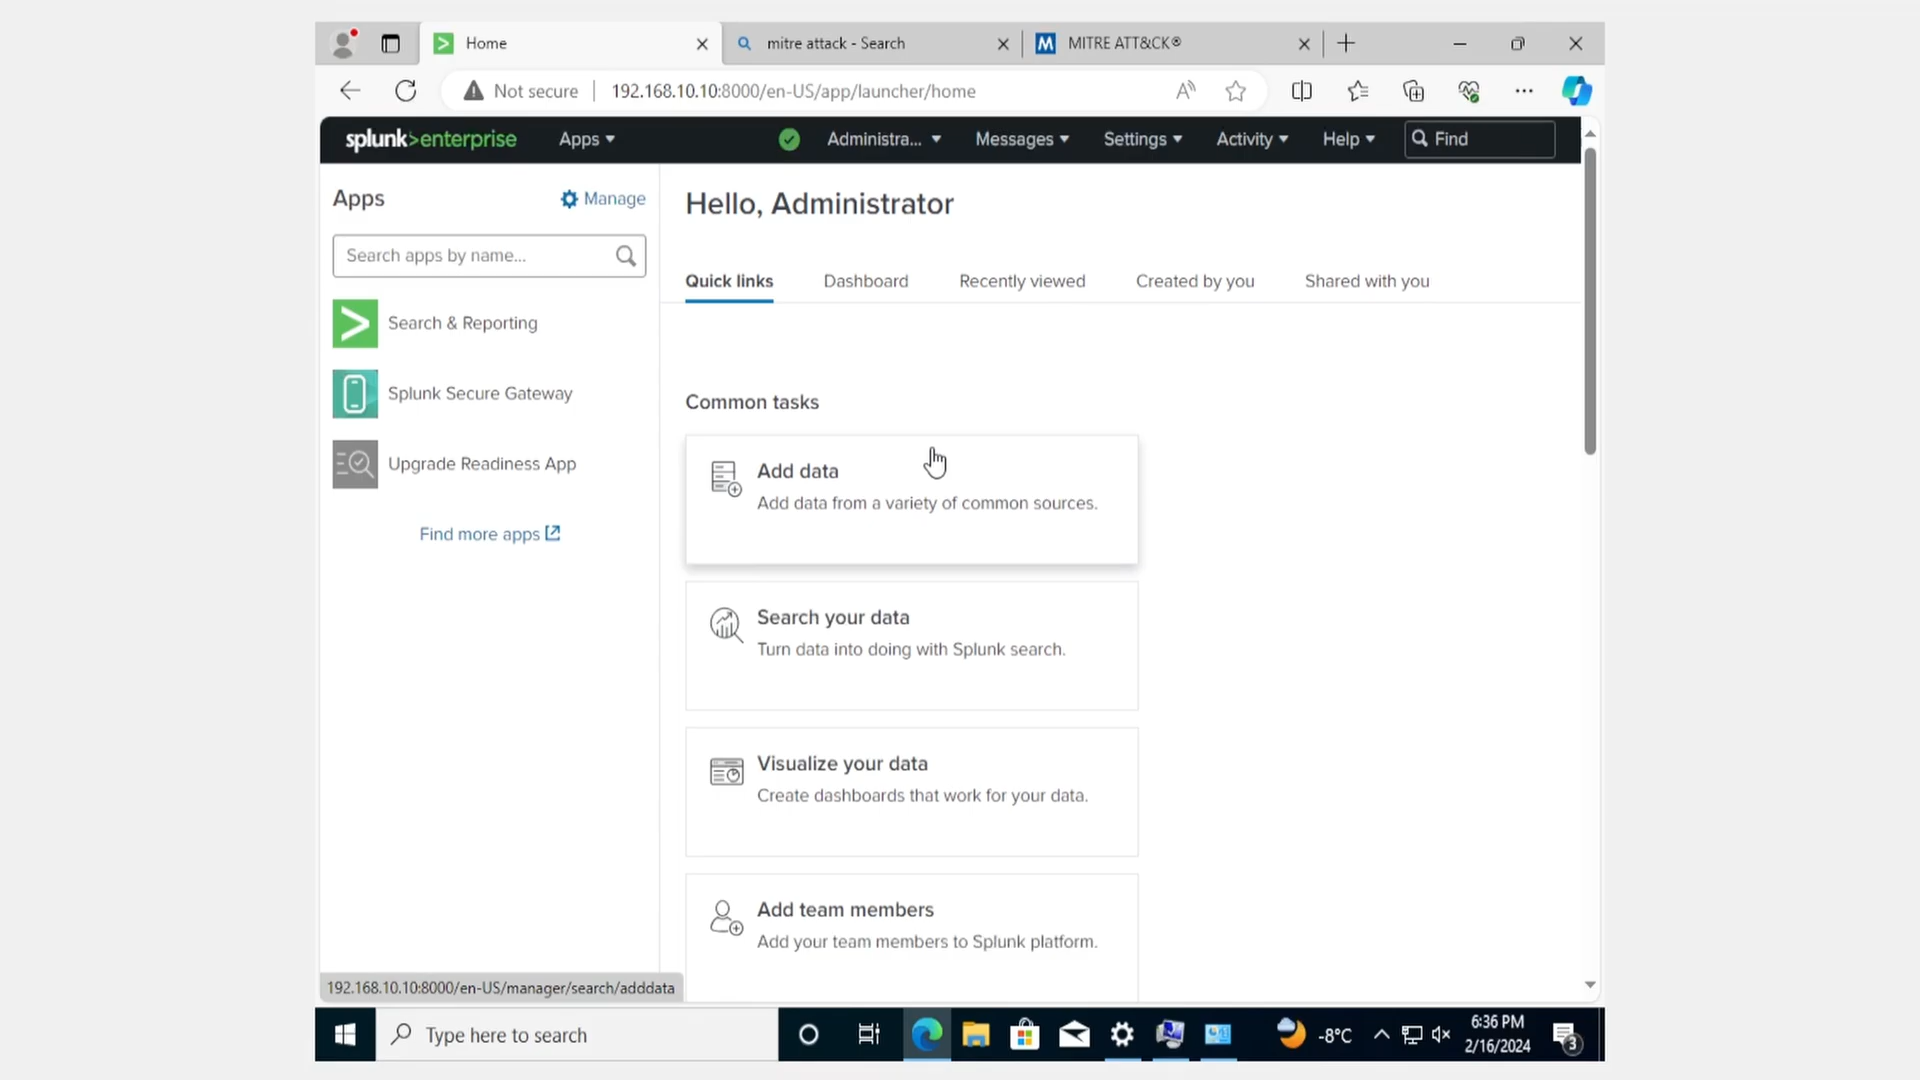 Home
mitre attack - Search
MITRE ATT&CK®
Not secure
192.168.10.10:8000/en-US/app/launcher/home
splunk>enterprise
Apps
Administra...
Messages
Settings
Activity
Help
Find
Apps
Manage
Search apps by name...
Search & Reporting
Splunk Secure Gateway
Upgrade Readiness App
Find more apps
Hello, Administrator
Quick links
Dashboard
Recently viewed
Created by you
Shared with you
Common tasks
Add data
Add data from a variety of common sources.
Search your data
Turn data into doing with Splunk search.
Visualize your data
Create dashboards that work for your data.
Add team members
Add your team members to Splunk platform.
192.168.10.10:8000/en-US/manager/search/adddata
Type here to search
-8°C
6:36 PM
2/16/2024
3